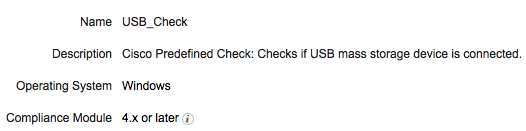 Name USB_Check
Description Cisco Predefined Check: Checks if USB mass storage device is connected.
Operating System Windows
Compliance Module 4.x or later i